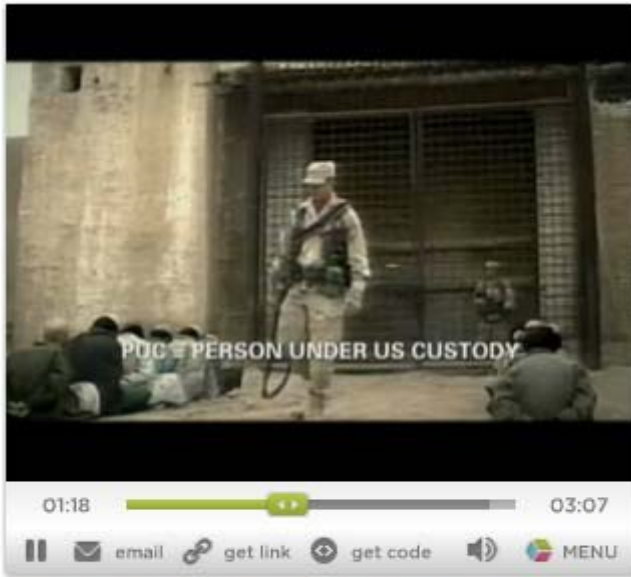 PUC = PERSON UNDER US CUSTODY
01:18 03:07
email get link get code MENU